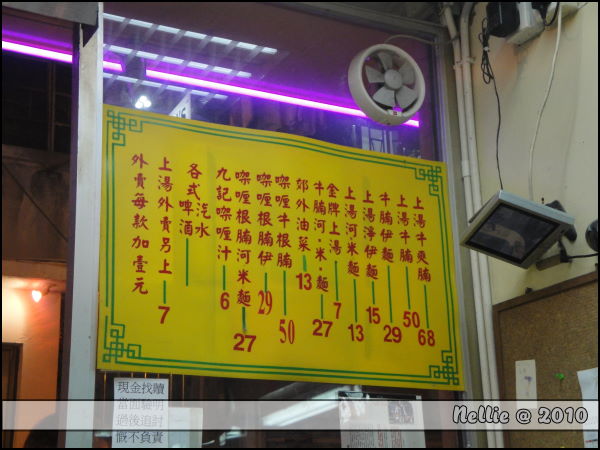 上湯牛爽腩 68
上湯牛腩 50
牛腩伊麵 29
上湯淨伊麵 15
上湯河米麵 13
金牌上湯 7
牛腩河·米·麵 27
郊外油菜 13
咖喱牛根腩 50
咖喱根腩伊 29
咖喱根腩河米麵 27
九記咖喱汁 6
各式汽水啤酒
上湯外賣另上 7
外賣每款加壹元
現金找贖
當面驗明
過後追討
慨不負責
Nellie @ 2010